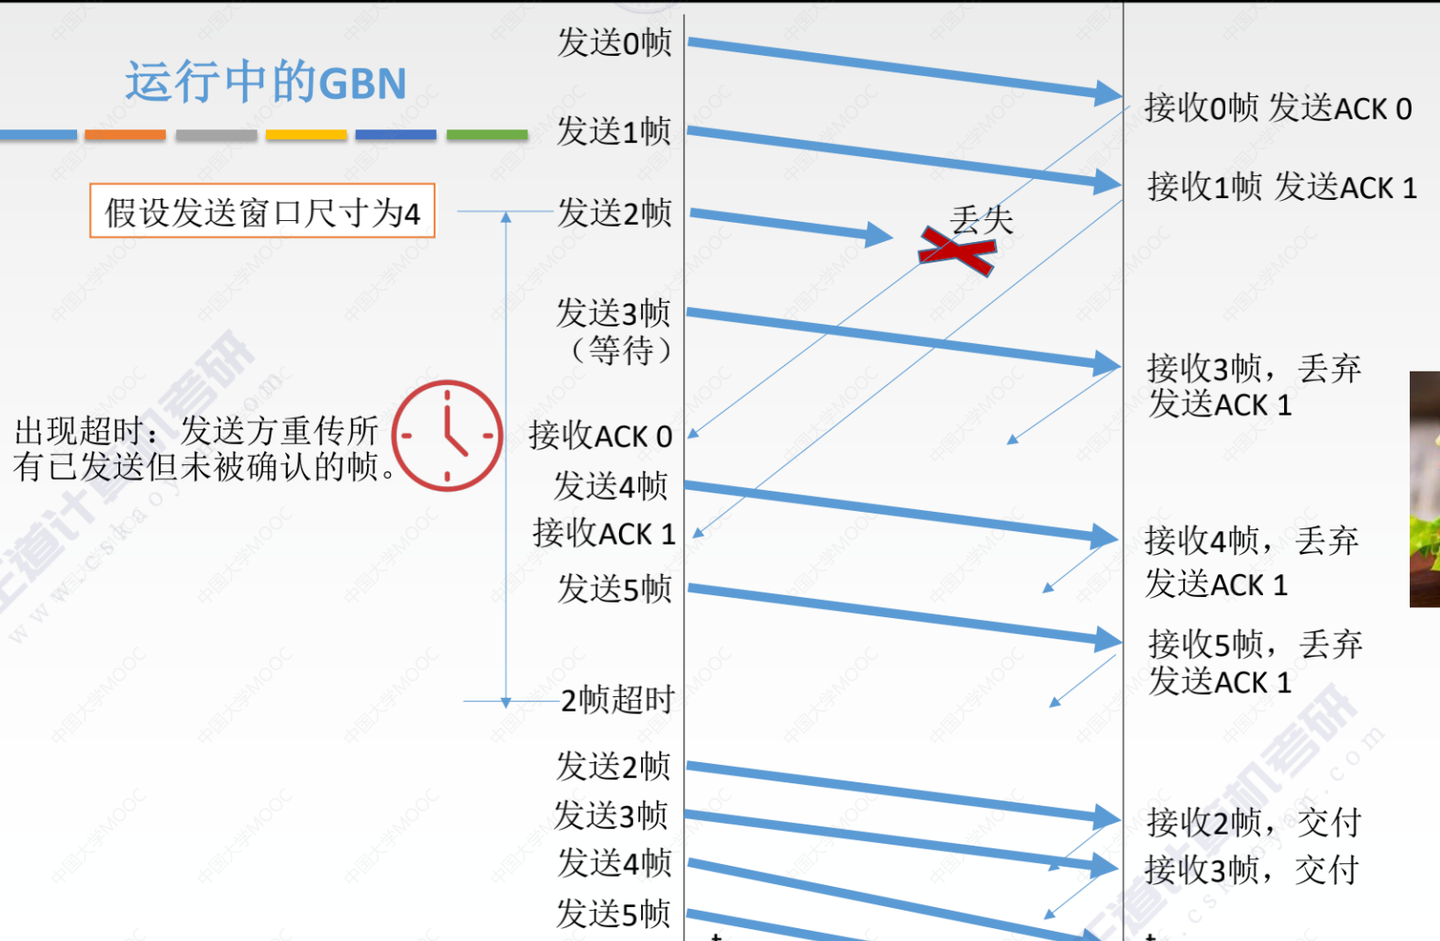 运行中的GBN
假设发送窗口尺寸为4
出现超时：发送方重传所
有已发送但未被确认的帧。
发送0帧
发送1帧
发送2帧
发送3帧
（等待）
接收ACK 0
发送4帧
接收ACK 1
发送5帧
2帧超时
发送2帧
发送3帧
发送4帧
发送5帧
丢失
接收0帧 发送ACK 0
接收1帧 发送ACK 1
接收3帧，丢弃
发送ACK 1
接收4帧，丢弃
发送ACK 1
接收5帧，丢弃
发送ACK 1
接收2帧，交付
接收3帧，交付
王道计算机考研
www.cskaoyan.com
王道计算机考研
中国大学MOOC